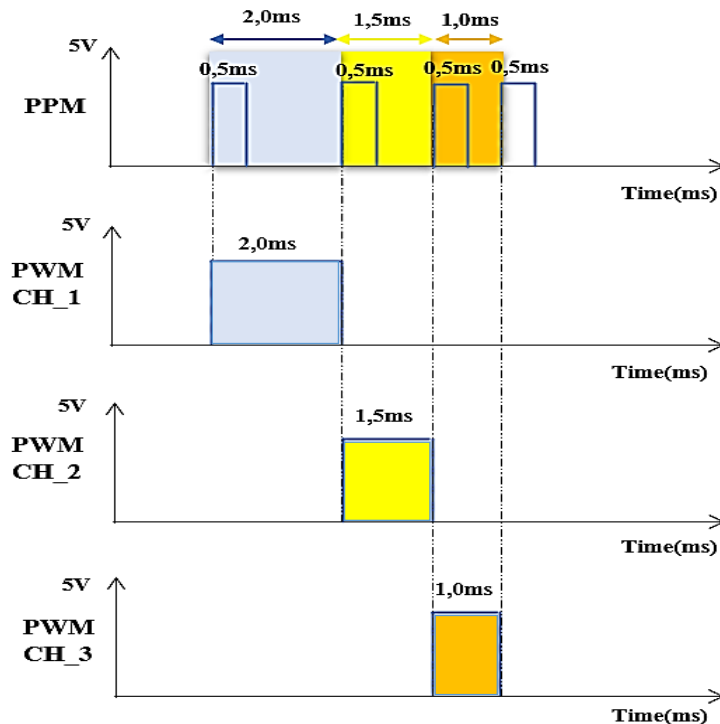 2,0ms 1,5ms 1,0ms
5V
0,5ms 0,5ms 0,5ms 0,5ms
PPM
Time(ms)
5V
2,0ms
PWM
CH_1
Time(ms)
5V
1,5ms
PWM
CH_2
Time(ms)
5V
1,0ms
PWM
CH_3
Time(ms)